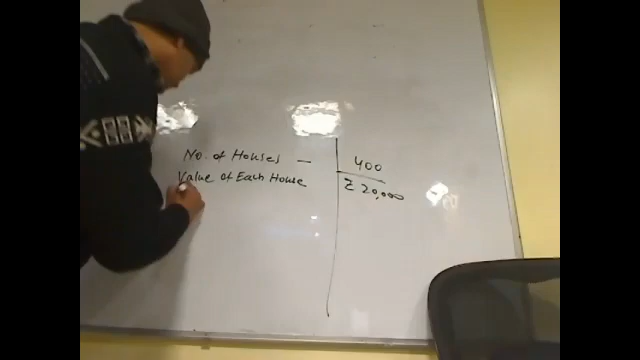 No. of Houses — 400
Value of Each House ₹ 20,000